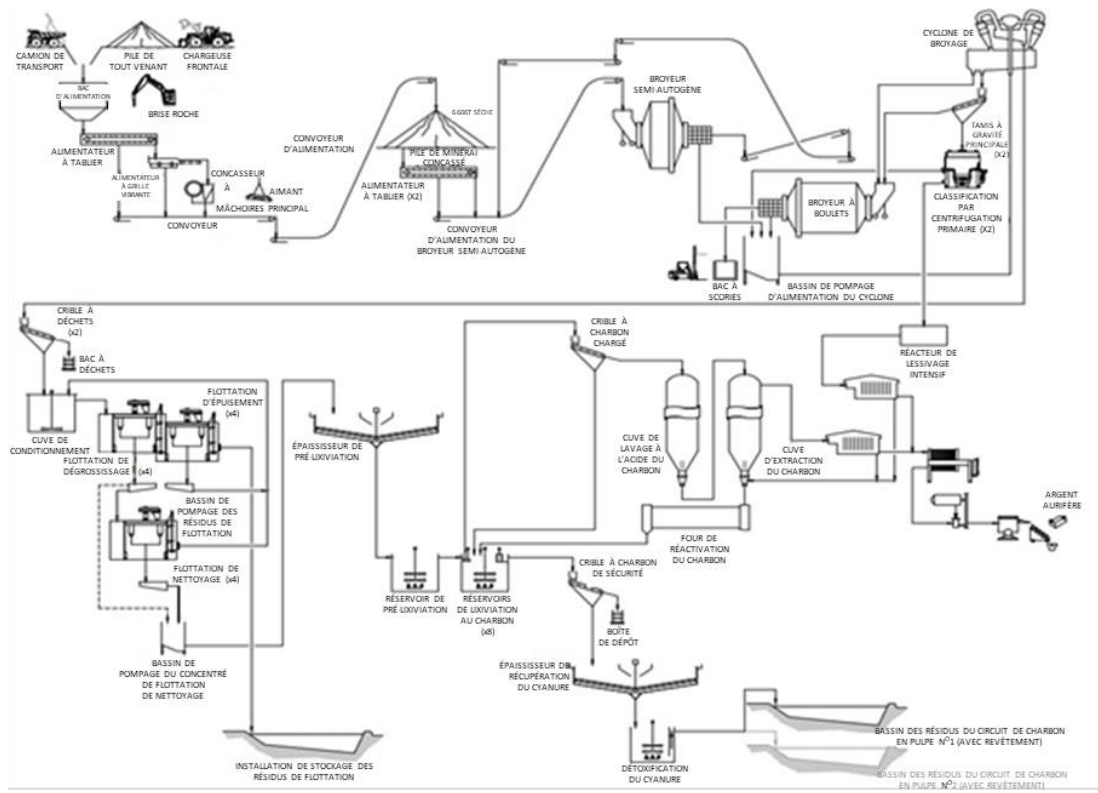 CAMION DE
TRANSPORT
PILE DE
TOUT VENANT
CHARGEUSE
FRONTALE
BAC
D'ALIMENTATION
BRISE ROCHE
ALIMENTATEUR
À TABLIER
ALIMENTATEUR
À GRILLE
VIBRANTE
CONCASSEUR
À
MÂCHOIRES PRINCIPAL
AIMANT
CONVOYEUR
CONVOYEUR
D'ALIMENTATION
SÈCHE
PILE DE MINERAI
CONCASSÉ
ALIMENTATEUR
À TABLIER (X2)
CONVOYEUR
D'ALIMENTATION DU
BROYEUR SEMI-AUTOGÈNE
BROYEUR
SEMI-AUTOGÈNE
CYCLONE DE
BROYAGE
TAMIS À
GRAVITÉ
PRINCIPALE
(X2)
BROYEUR À
BOULETS
CLASSIFICATION
PAR
CENTRIFUGATION
PRIMAIRE (X2)
BAC À
SCORIES
BASSIN DE POMPAGE
D'ALIMENTATION DU CYCLONE
CRIBLE À
DÉCHETS
(x2)
BAC À
DÉCHETS
FLOTTATION
D'ÉPUISEMENT
(x4)
CUVE DE
CONDITIONNEMENT
FLOTTATION DE
DÉGROSSISSAGE (x4)
BASSIN DE
POMPAGE DES
RÉSIDUS DE
FLOTTATION
FLOTTATION DE
NETTOYAGE (x4)
BASSIN DE
POMPAGE DU CONCENTRÉ
DE FLOTTATION
DE NETTOYAGE
INSTALLATION DE STOCKAGE DES
RÉSIDUS DE FLOTTATION
ÉPAISSISSEUR DE
PRÉ LIXIVIATION
RÉSERVOIR DE
PRÉ-LIXIVIATION
RÉSERVOIRS
DE LIXIVIATION
AU CHARBON
(x8)
CRIBLE À
CHARBON
CHARGÉ
CUVE DE
LAVAGE À
L'ACIDE DU
CHARBON
CUVE
D'EXTRACTION
DU CHARBON
FOUR DE
RÉACTIVATION
DU CHARBON
RÉACTEUR DE
LESSIVAGE
INTENSIF
ARGENT
AURIFÈRE
CRIBLE À CHARBON
DE SÉCURITÉ
BOÎTE
DE DÉPÔT
ÉPAISSISSEUR DE
RÉCUPÉRATION
DU CYANURE
DÉTOXIFICATION
DU CYANURE
BASSIN DES RÉSIDUS DU CIRCUIT DE CHARBON
EN PULPE N°1 (AVEC REVÊTEMENT)
BASSIN DES RÉSIDUS DU CIRCUIT DE CHARBON
EN PULPE N°2 (AVEC REVÊTEMENT)